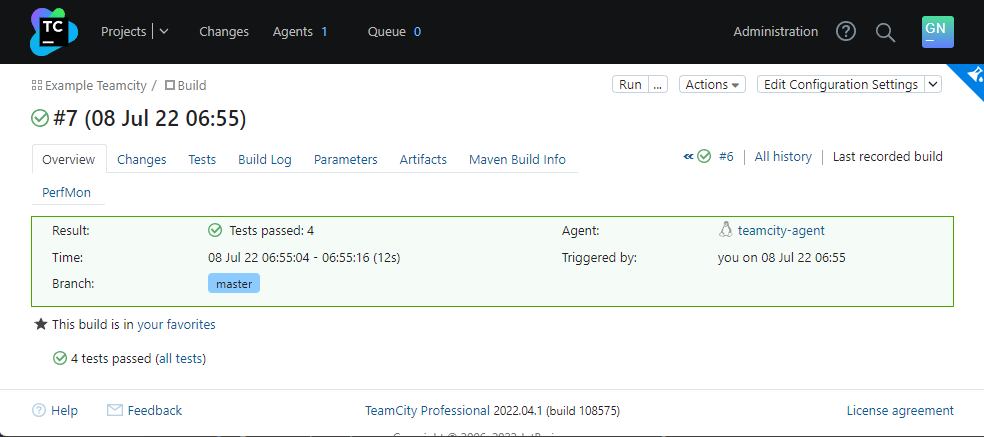 TC Projects Changes Agents 1 Queue 0 Administration GN
Example Teamcity / Build Run ... Actions Edit Configuration Settings
#7 (08 Jul 22 06:55)
Overview Changes Tests Build Log Parameters Artifacts Maven Build Info #6 All history Last recorded build
PerfMon
Result: Tests passed: 4 Agent: teamcity-agent
Time: 08 Jul 22 06:55:04 - 06:55:16 (12s) Triggered by: you on 08 Jul 22 06:55
Branch: master
This build is in your favorites
4 tests passed (all tests)
? Help Feedback TeamCity Professional 2022.04.1 (build 108575) License agreement